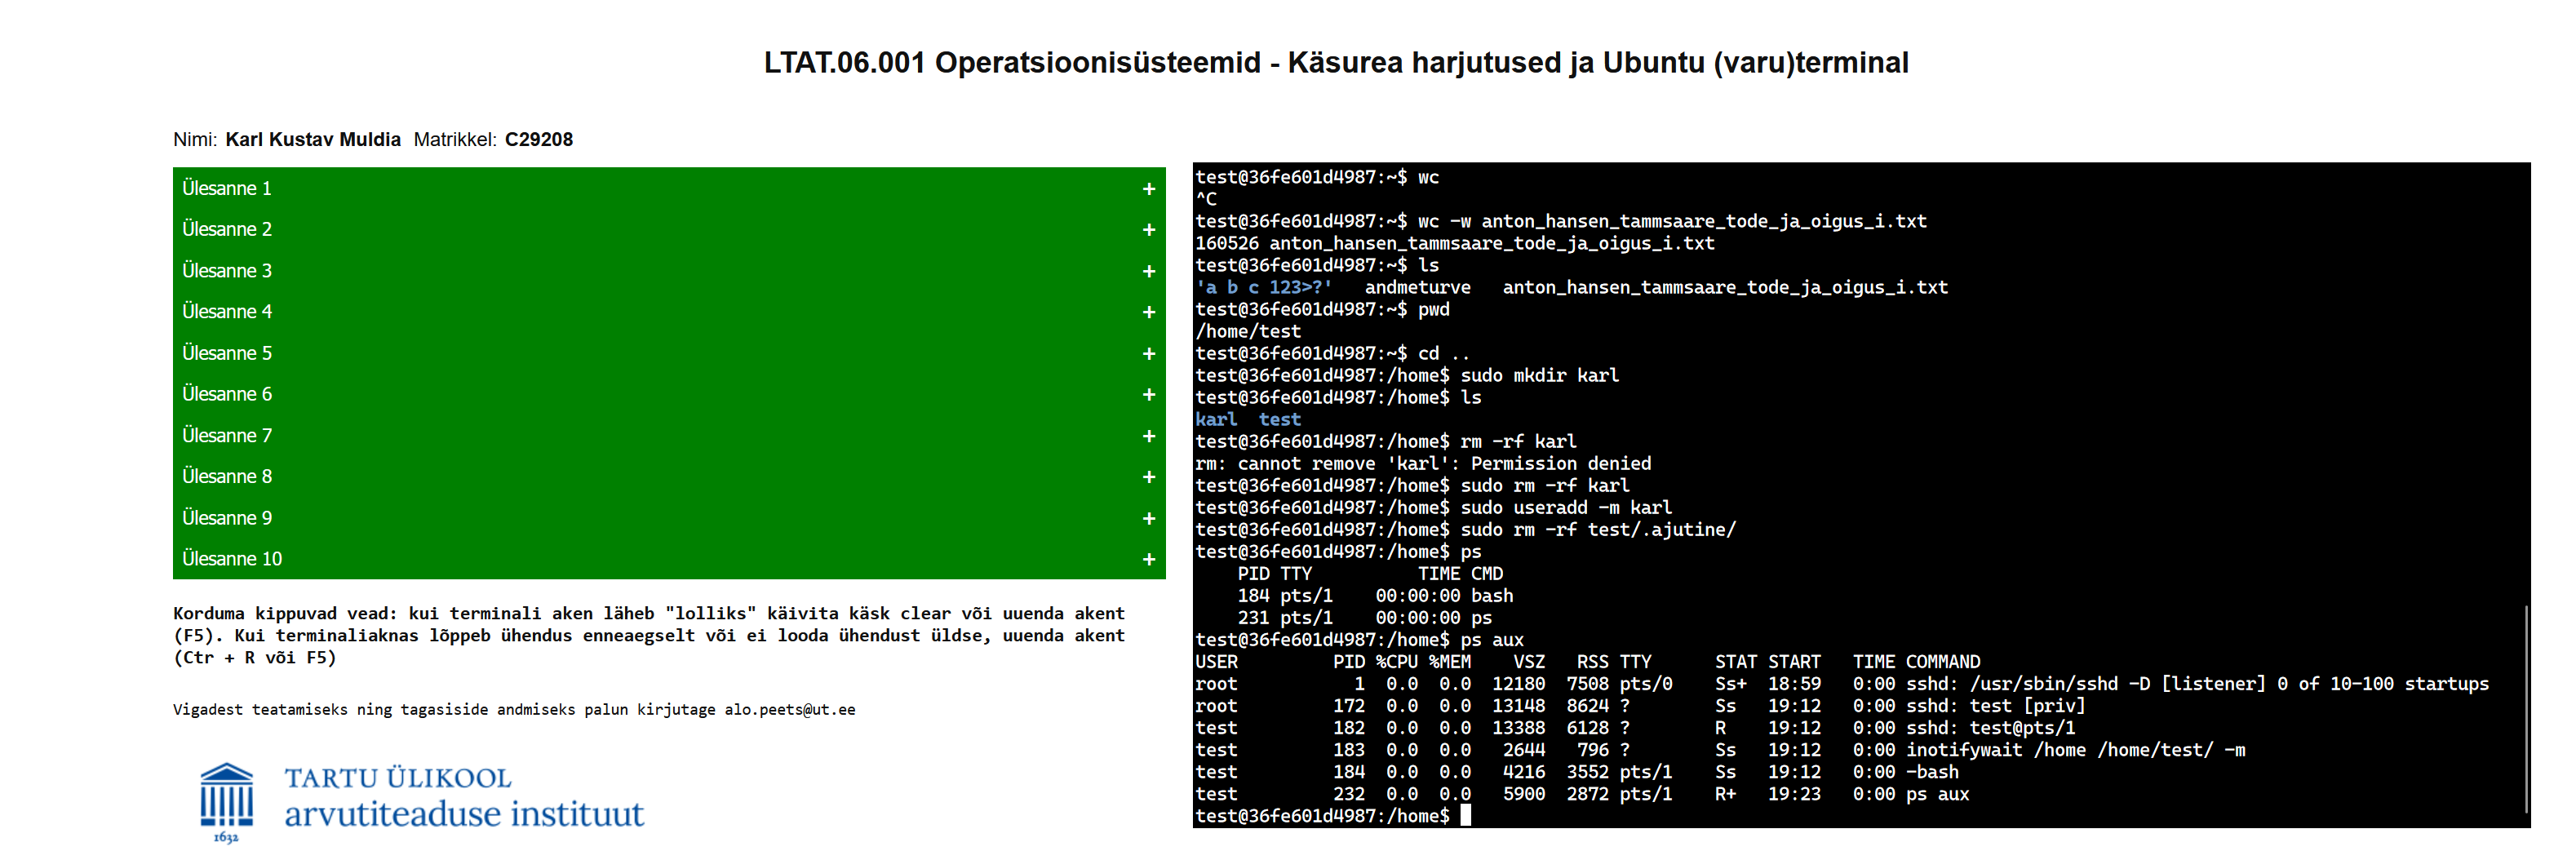 LTAT.06.001 Operatsioonisüsteemid - Käsurea harjutused ja Ubuntu (varu)terminal
Nimi: Karl Kustav Muldia Matrikkel: C29208
Ülesanne 1 +
Ülesanne 2 +
Ülesanne 3 +
Ülesanne 4 +
Ülesanne 5 +
Ülesanne 6 +
Ülesanne 7 +
Ülesanne 8 +
Ülesanne 9 +
Ülesanne 10 +
Korduma kippuvad vead: kui terminali aken läheb "lolliks" käivita käsk clear või uuenda akent
(F5). Kui terminaliaknas lõppeb ühendus enneaegselt või ei looda ühendust üldse, uuenda akent
(Ctr + R või F5)
Vigadest teatamiseks ning tagasiside andmiseks palun kirjutage alo.peets@ut.ee
TARTU ÜLIKOOL
arvutiteaduse instituut
1632
test@36fe601d4987:~$ wc
^C
test@36fe601d4987:~$ wc -w anton_hansen_tammsaare_tode_ja_oigus_i.txt
160526 anton_hansen_tammsaare_tode_ja_oigus_i.txt
test@36fe601d4987:~$ ls
'a b c 123>?'   andmeturve   anton_hansen_tammsaare_tode_ja_oigus_i.txt
test@36fe601d4987:~$ pwd
/home/test
test@36fe601d4987:~$ cd ..
test@36fe601d4987:/home$ sudo mkdir karl
test@36fe601d4987:/home$ ls
karl  test
test@36fe601d4987:/home$ rm -rf karl
rm: cannot remove 'karl': Permission denied
test@36fe601d4987:/home$ sudo rm -rf karl
test@36fe601d4987:/home$ sudo useradd -m karl
test@36fe601d4987:/home$ sudo rm -rf test/.ajutine/
test@36fe601d4987:/home$ ps
    PID TTY          TIME CMD
    184 pts/1    00:00:00 bash
    231 pts/1    00:00:00 ps
test@36fe601d4987:/home$ ps aux
USER         PID %CPU %MEM    VSZ   RSS TTY      STAT START   TIME COMMAND
root           1  0.0  0.0  12180  7508 pts/0    Ss+  18:59   0:00 sshd: /usr/sbin/sshd -D [listener] 0 of 10-100 startups
root         172  0.0  0.0  13148  8624 ?        Ss   19:12   0:00 sshd: test [priv]
test         182  0.0  0.0  13388  6128 ?        R    19:12   0:00 sshd: test@pts/1
test         183  0.0  0.0   2644   796 ?        Ss   19:12   0:00 inotifywait /home /home/test/ -m
test         184  0.0  0.0   4216  3552 pts/1    Ss   19:12   0:00 -bash
test         232  0.0  0.0   5900  2872 pts/1    R+   19:23   0:00 ps aux
test@36fe601d4987:/home$